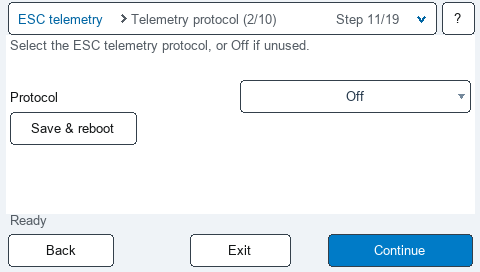 ESC telemetry > Telemetry protocol (2/10) Step 11/19 ?
Select the ESC telemetry protocol, or Off if unused.
Protocol Off
Save & reboot
Ready
Back Exit Continue